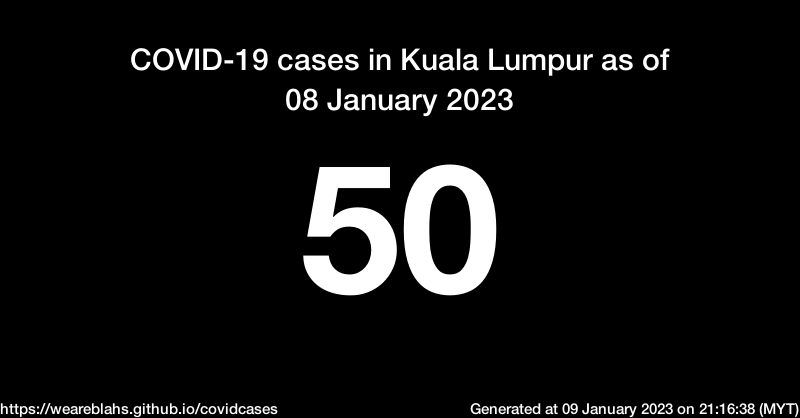 COVID-19 cases in Kuala Lumpur as of
08 January 2023
50
https://weareblahs.github.io/covidcases
Generated at 09 January 2023 on 21:16:38 (MYT)